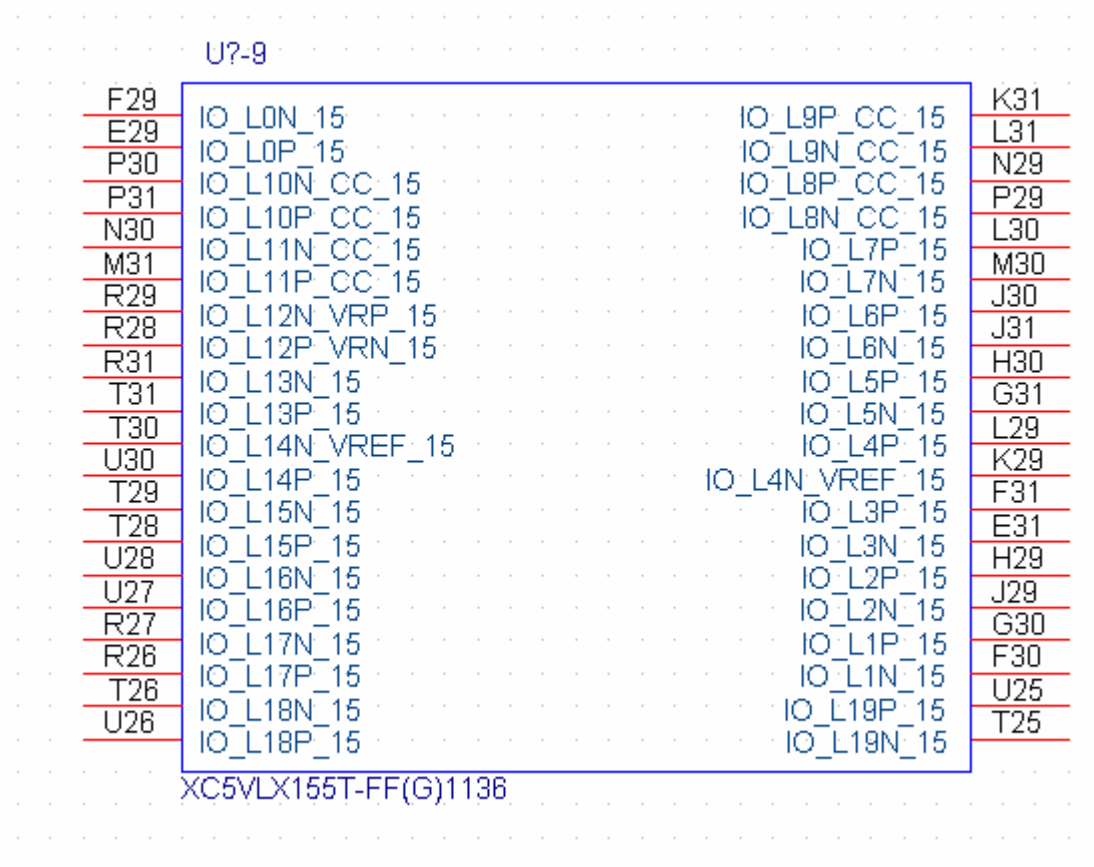 U?-9
F29 IO_L0N_15 IO_L9P_CC_15 K31
E29 IO_L0P_15 IO_L9N_CC_15 L31
P30 IO_L10N_CC_15 IO_L8P_CC_15 N29
P31 IO_L10P_CC_15 IO_L8N_CC_15 P29
N30 IO_L11N_CC_15 IO_L7P_15 L30
M31 IO_L11P_CC_15 IO_L7N_15 M30
R29 IO_L12N_VRP_15 IO_L6P_15 J30
R28 IO_L12P_VRN_15 IO_L6N_15 J31
R31 IO_L13N_15 IO_L5P_15 H30
T31 IO_L13P_15 IO_L5N_15 G31
T30 IO_L14N_VREF_15 IO_L4P_15 L29
U30 IO_L14P_15 IO_L4N_VREF_15 K29
T29 IO_L15N_15 IO_L3P_15 F31
T28 IO_L15P_15 IO_L3N_15 E31
U28 IO_L16N_15 IO_L2P_15 H29
U27 IO_L16P_15 IO_L2N_15 J29
R27 IO_L17N_15 IO_L1P_15 G30
R26 IO_L17P_15 IO_L1N_15 F30
T26 IO_L18N_15 IO_L19P_15 U25
U26 IO_L18P_15 IO_L19N_15 T25
XC5VLX155T-FF(G)1136